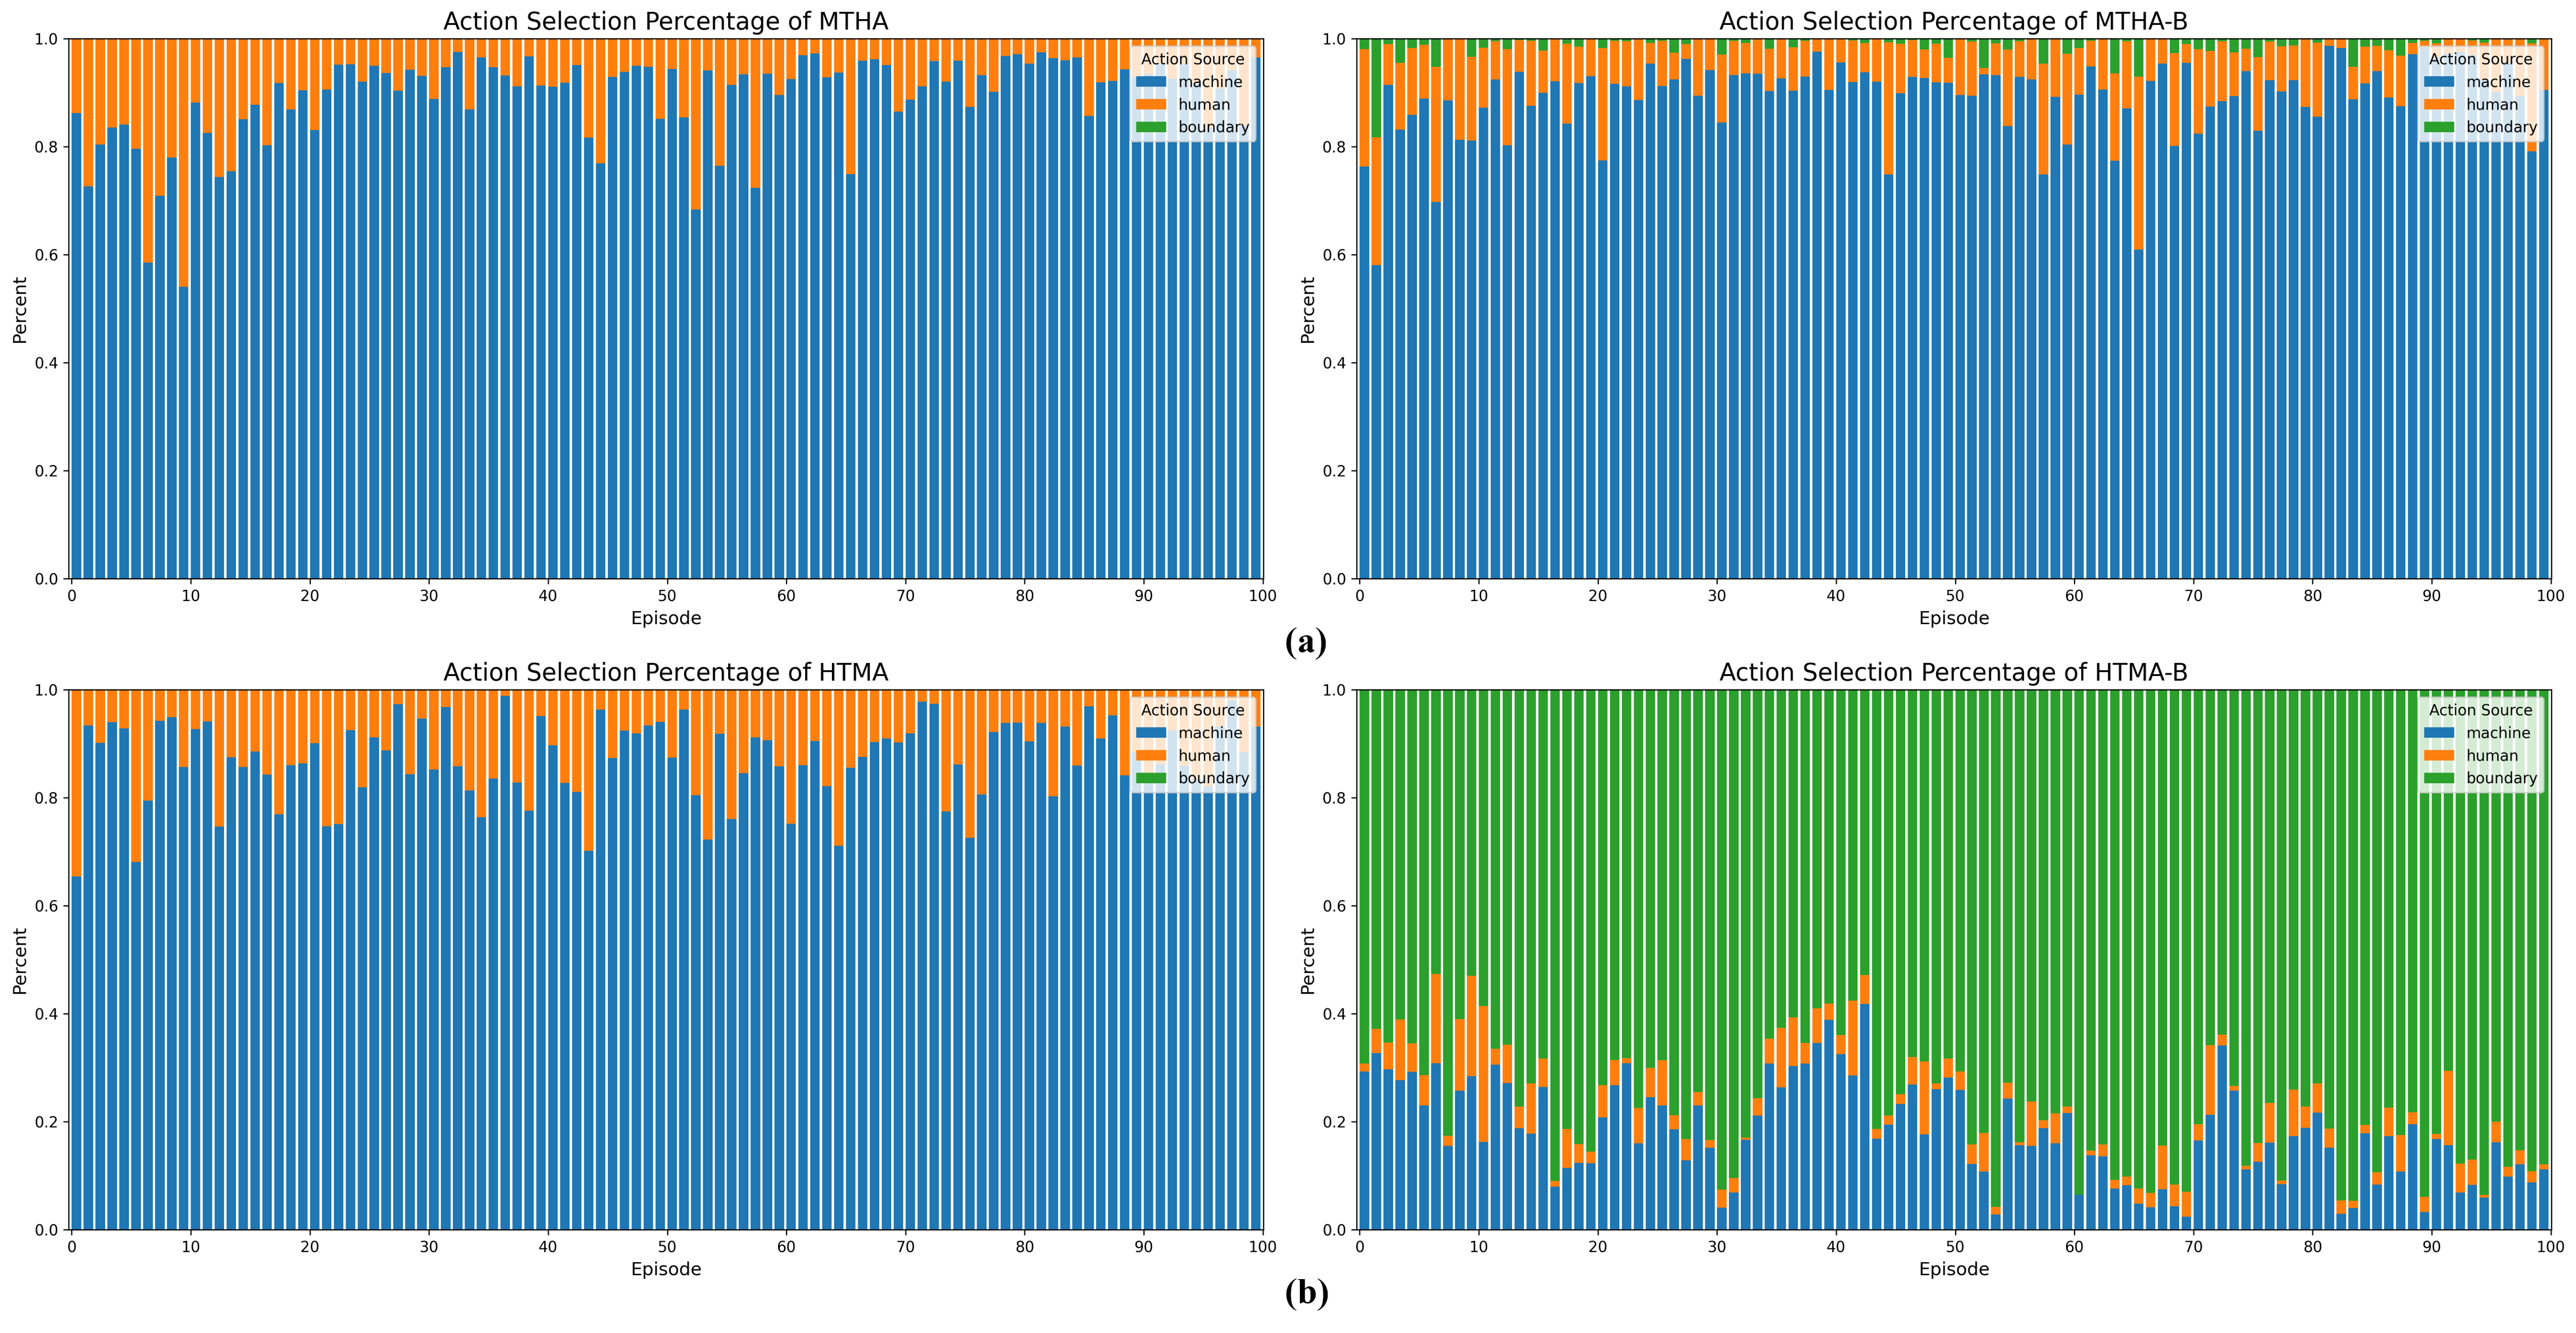 Action Selection Percentage of MTHA
1.0
0.8
0.6
0.4
0.2
0.0
Percent
Action Source
machine
human
boundary
0 10 20 30 40 50 60 70 80 90 100
Episode
Action Selection Percentage of MTHA-B
1.0
0.8
0.6
0.4
0.2
0.0
Percent
Action Source
machine
human
boundary
0 10 20 30 40 50 60 70 80 90 100
Episode
(a)
Action Selection Percentage of HTMA
1.0
0.8
0.6
0.4
0.2
0.0
Percent
Action Source
machine
human
boundary
0 10 20 30 40 50 60 70 80 90 100
Episode
Action Selection Percentage of HTMA-B
1.0
0.8
0.6
0.4
0.2
0.0
Percent
Action Source
machine
human
boundary
0 10 20 30 40 50 60 70 80 90 100
Episode
(b)